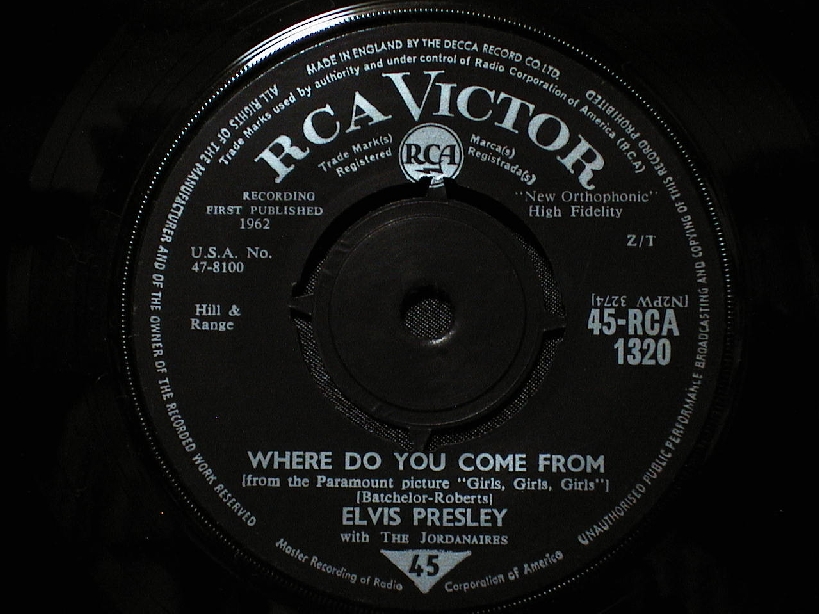 MADE IN ENGLAND BY THE DECCA RECORD CO. LTD.
Trade Marks used by authority and under control of Radio Corporation of America (R.C.A)
RCA VICTOR
Trade Mark(s)
Registered
RCA
Marca(s)
Registrada(s)
RECORDING
FIRST PUBLISHED
1962
"New Orthophonic"
High Fidelity
Z/T
U.S.A. No.
47-8100
Hill &
Range
[N2PW 3274]
45-RCA
1320
WHERE DO YOU COME FROM
[from the Paramount picture "Girls, Girls, Girls"]
[Batchelor-Roberts]
ELVIS PRESLEY
with THE JORDANAIRES
45
Master Recording of Radio Corporation of America
ALL RIGHTS OF THE MANUFACTURER AND OF THE OWNER OF THE RECORDED WORK RESERVED
UNAUTHORISED PUBLIC PERFORMANCE BROADCASTING AND COPYING OF THIS RECORD PROHIBITED